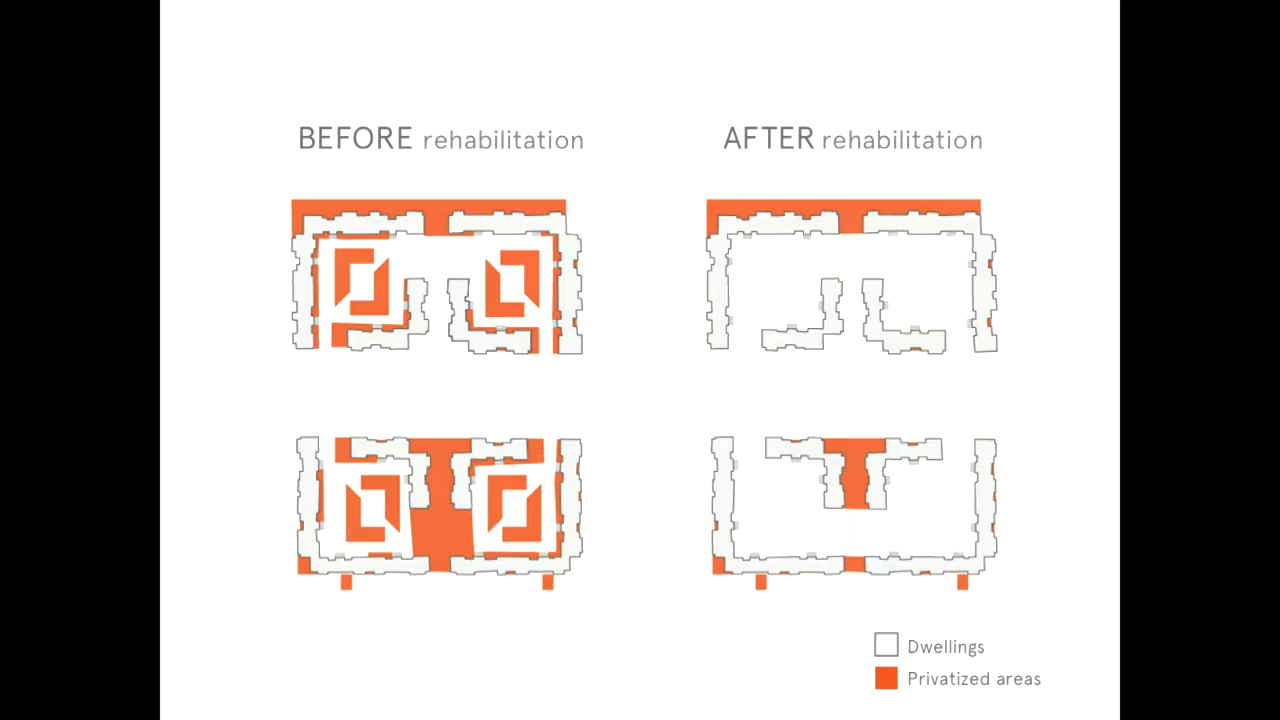 BEFORE rehabilitation
AFTER rehabilitation
Dwellings
Privatized areas